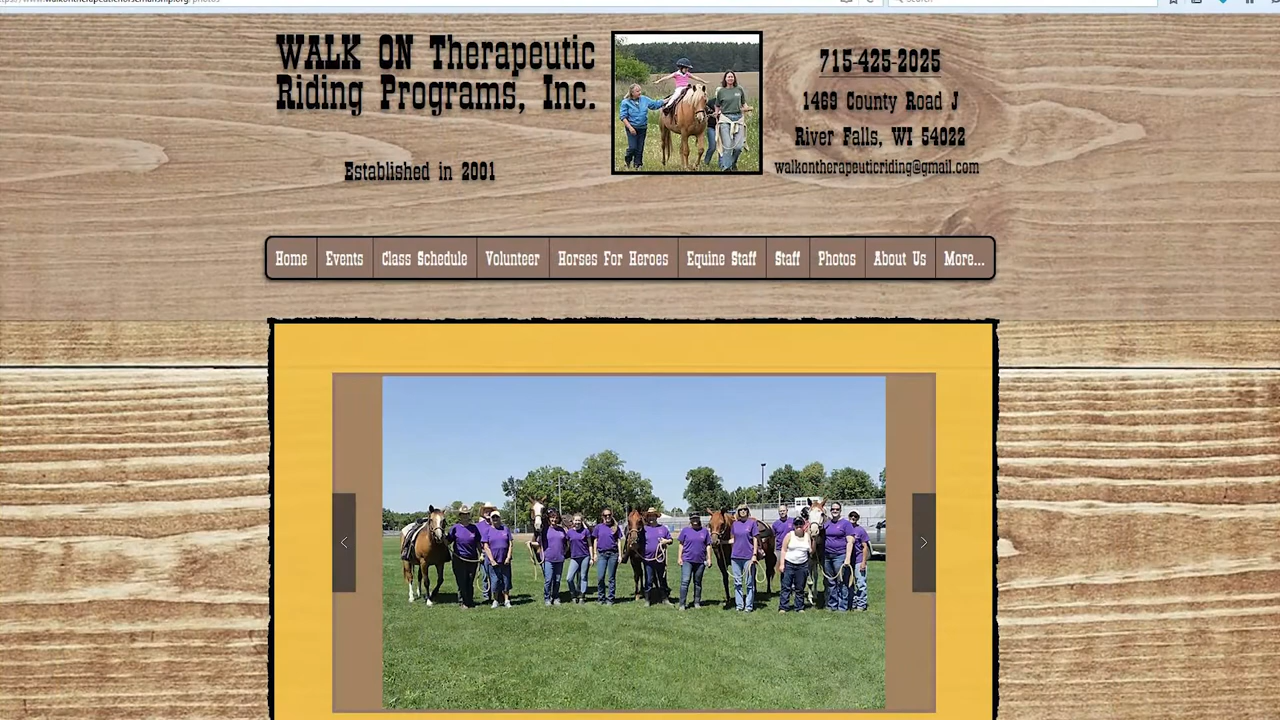 WALK ON Therapeutic
Riding Programs, Inc.
Established in 2001
715-425-2025
1469 County Road J
River Falls, WI 54022
walkontherapeuticriding@gmail.com
Home Events Class Schedule Volunteer Horses For Heroes Equine Staff Staff Photos About Us More...